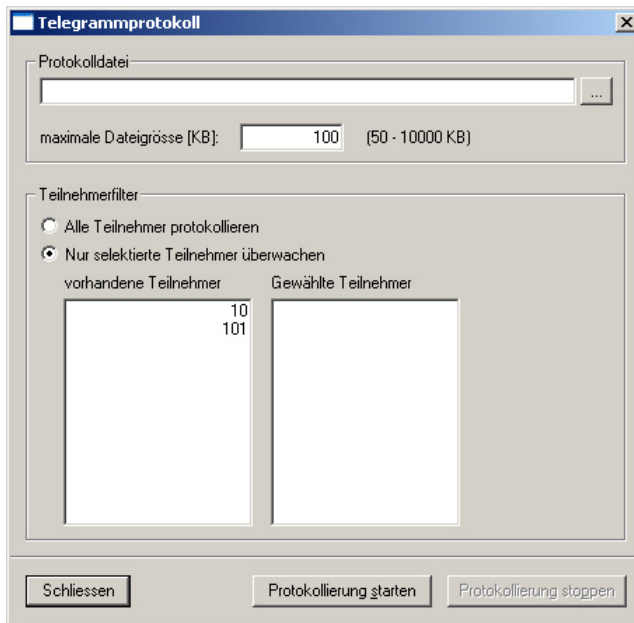 Telegrammprotokoll
Protokolldatei
...
maximale Dateigrösse [KB]: 100 (50 - 10000 KB)
Teilnehmerfilter
Alle Teilnehmer protokollieren
Nur selektierte Teilnehmer überwachen
vorhandene Teilnehmer Gewählte Teilnehmer
10
101
Schliessen Protokollierung starten Protokollierung stoppen